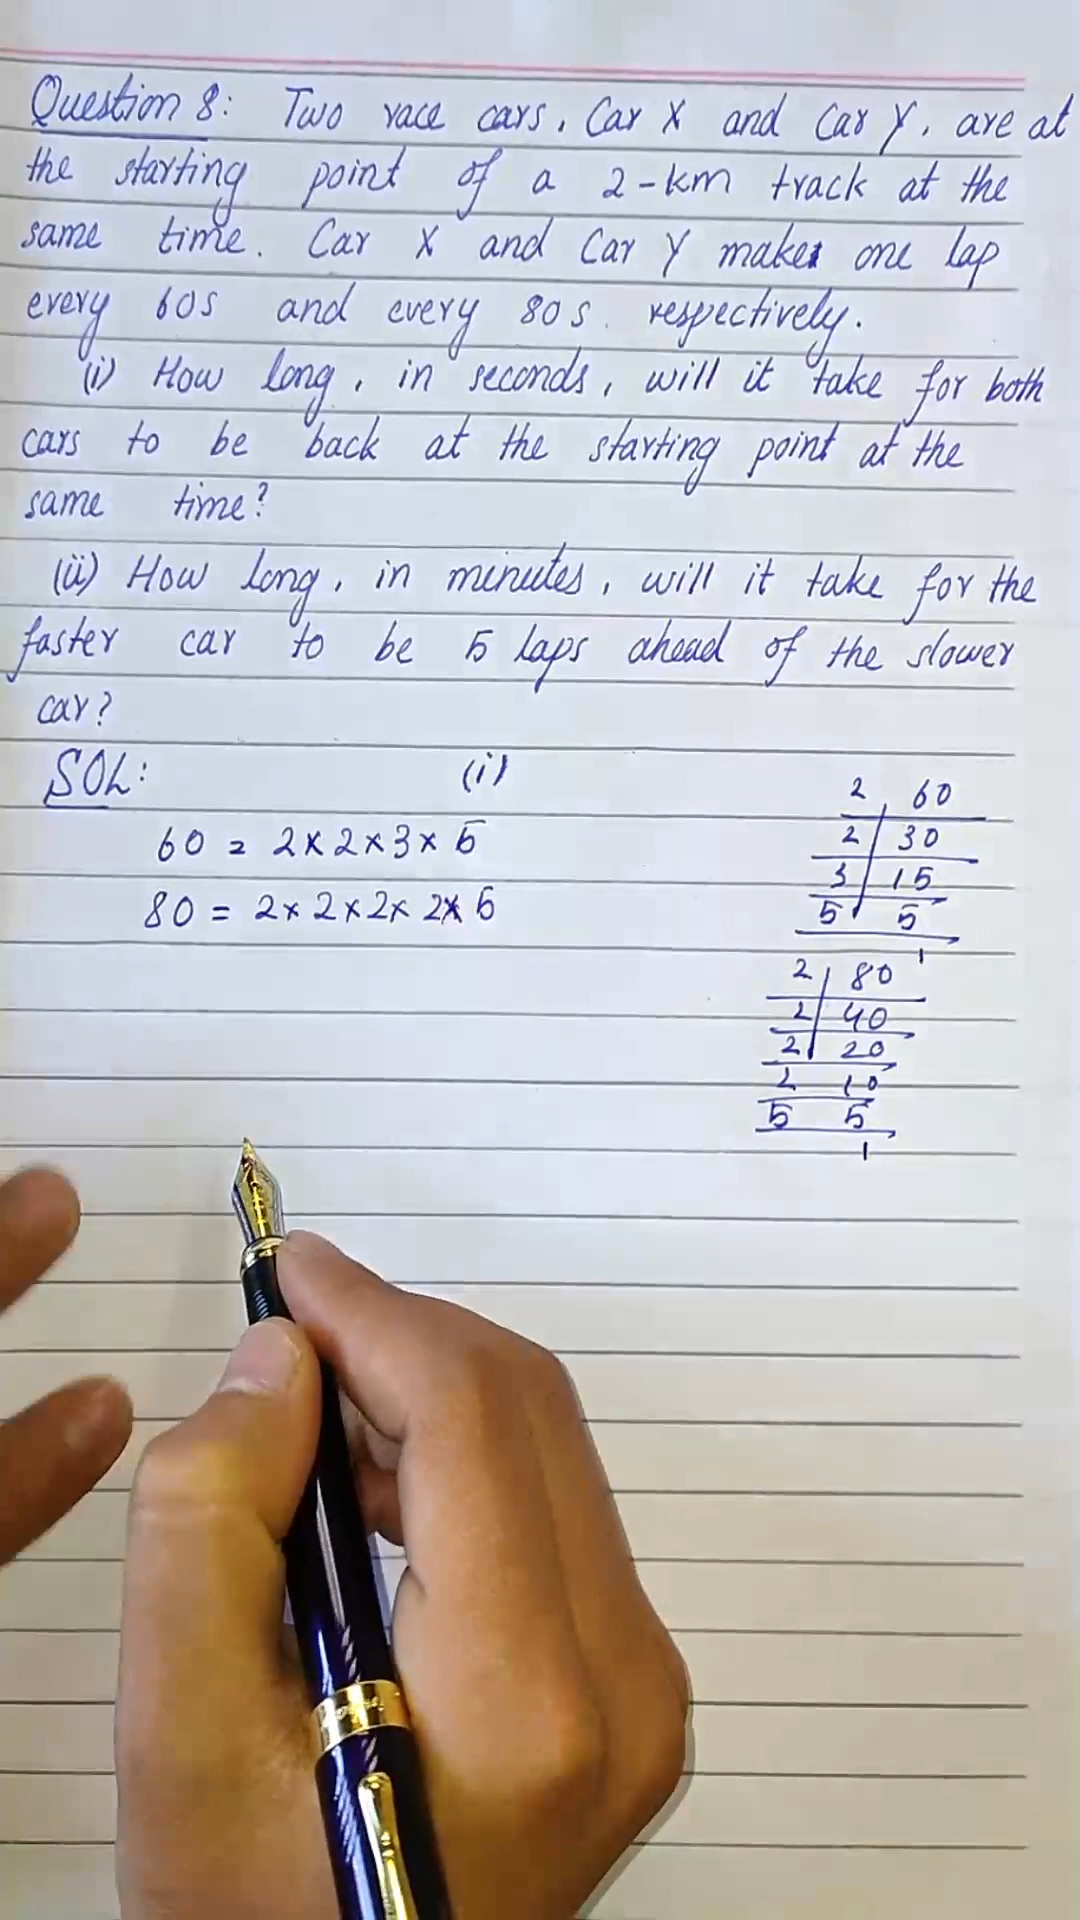 Question 8: Two race cars, Car X and Car Y, are at
the starting point of a 2-km track at the
same time. Car X and Car Y make one lap
every 60s and every 80s respectively.
(i) How long, in seconds, will it take for both
cars to be back at the starting point at the
same time?
(ii) How long, in minutes, will it take for the
faster car to be 5 laps ahead of the slower
car?
SOL: (i)
60 = 2×2×3×5
80 = 2×2×2×2×5
2 60
2 30
3 15
5 5
1
2 80
2 40
2 20
2 10
5 5
1